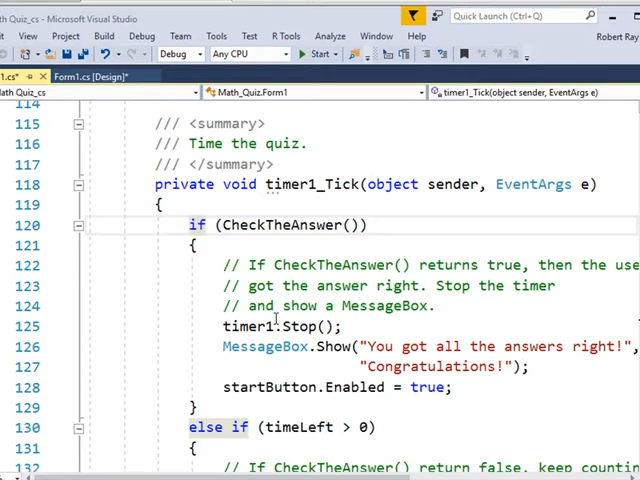 Math Quiz.cs* - Microsoft Visual Studio
Quick Launch (Ctrl+Q)
Project Build Debug Team Tools Test R Tools Analyze Window Help
Robert Ray
Debug Any CPU Start
1.cs* Form1.cs [Design]*
ath Quiz_cs Math_Quiz.Form1 timer1_Tick(object sender, EventArgs e)
114
115 /// <summary>
116 /// Time the quiz.
117 /// </summary>
118 private void timer1_Tick(object sender, EventArgs e)
119 {
120 if (CheckTheAnswer())
121 {
122 // If CheckTheAnswer() returns true, then the use
123 // got the answer right. Stop the timer
124 // and show a MessageBox.
125 timer1.Stop();
126 MessageBox.Show("You got all the answers right!",
127 "Congratulations!");
128 startButton.Enabled = true;
129 }
130 else if (timeLeft > 0)
131 {
132 // If CheckTheAnswer() return false, keep countin